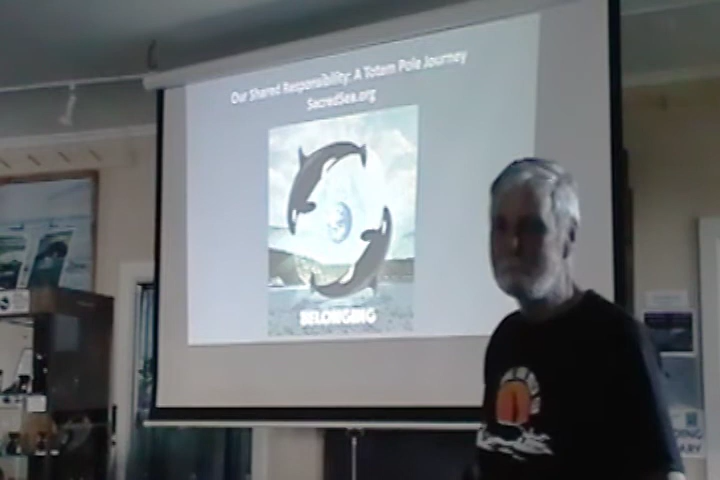 Our Shared Responsibility: A Totem Pole Journey
SacredSea.org
BELONGING